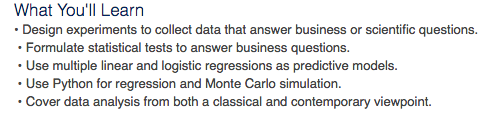 What You'll Learn
• Design experiments to collect data that answer business or scientific questions.
• Formulate statistical tests to answer business questions.
• Use multiple linear and logistic regressions as predictive models.
• Use Python for regression and Monte Carlo simulation.
• Cover data analysis from both a classical and contemporary viewpoint.